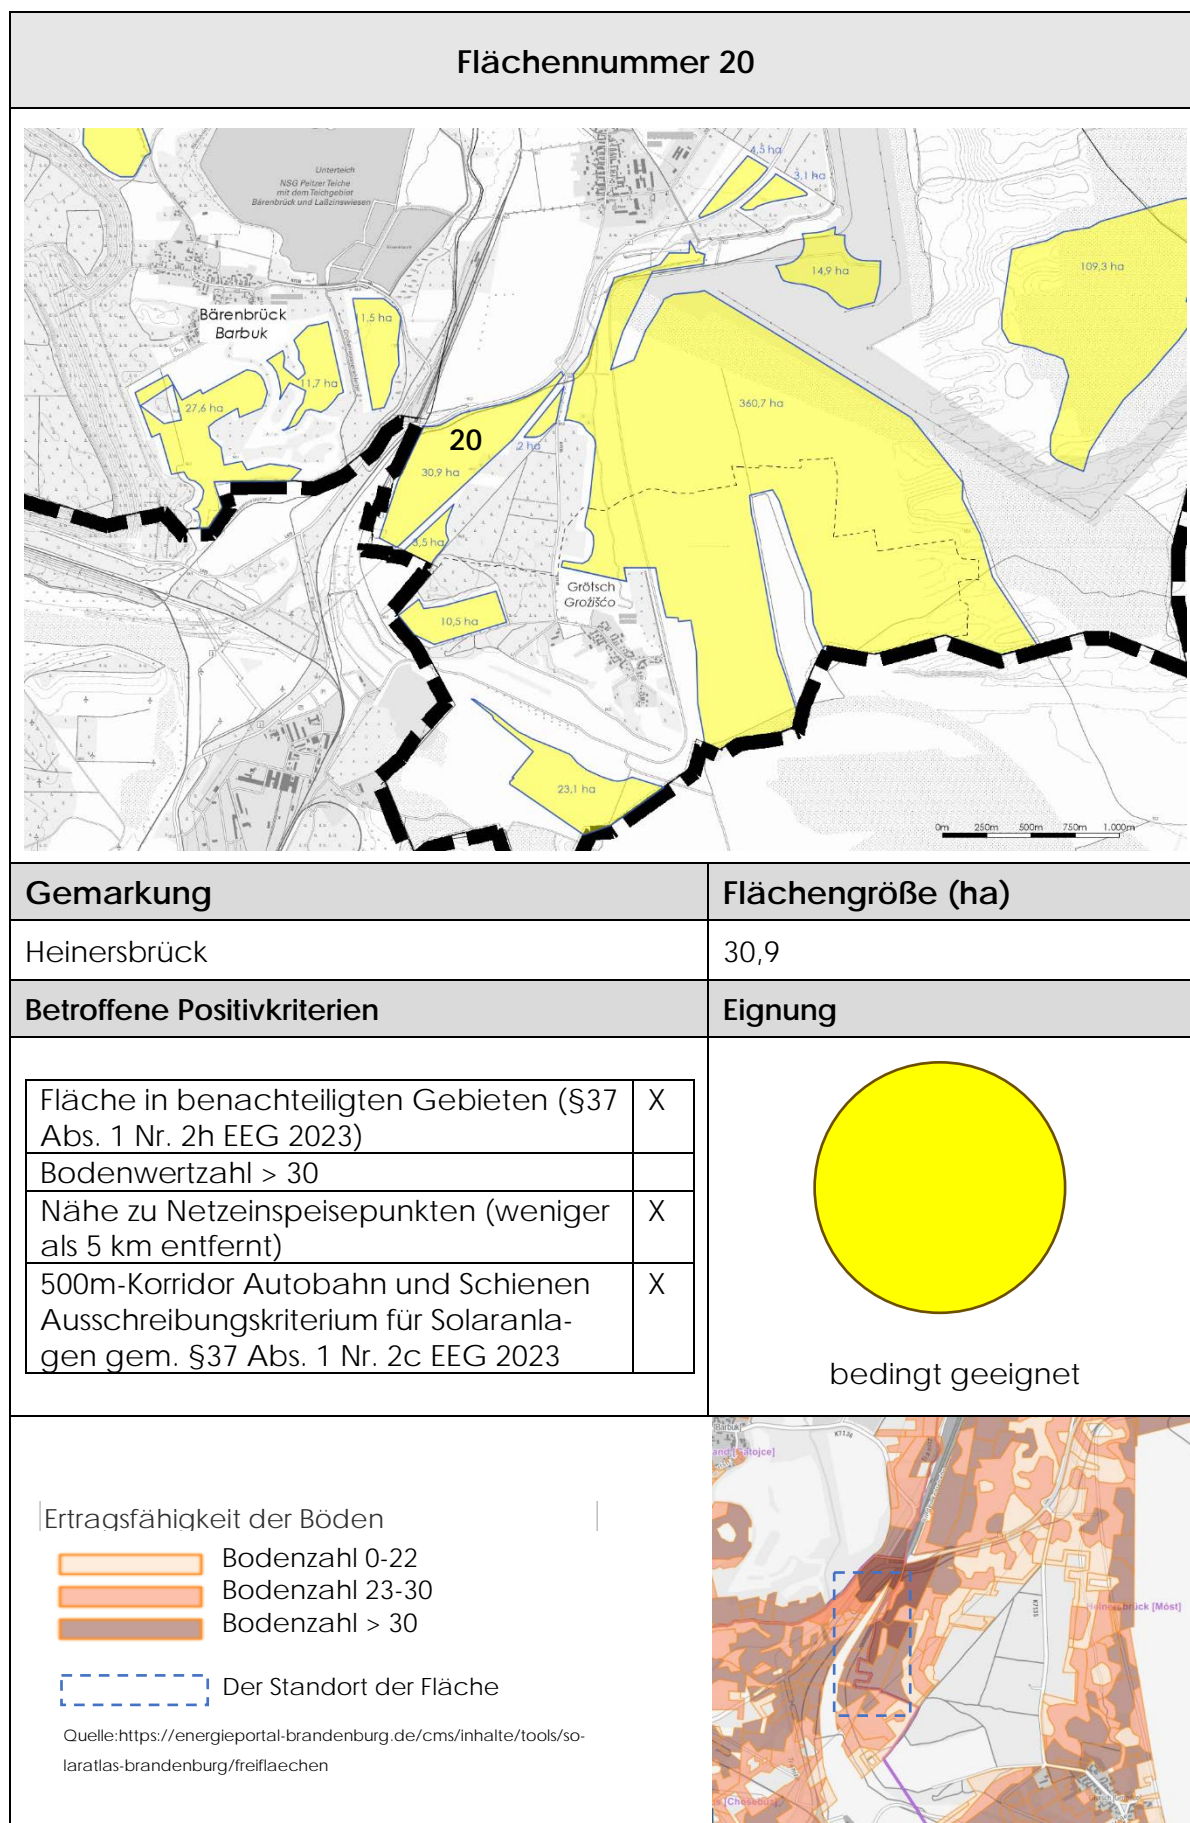 Flächennummer 20
Unterteich
NSG Peitzer Teiche
mit dem Teichgebiet
Bärenbrück und Laßzinswiesen
4,5 ha
3,1 ha
14,9 ha
109,3 ha
Bärenbrück
Barbuk
11,5 ha
11,7 ha
27,6 ha
360,7 ha
20
2 ha
30,9 ha
3,5 ha
Grötsch
Grožišćo
10,5 ha
23,1 ha
0m 250m 500m 750m 1.000m
Gemarkung
Flächengröße (ha)
Heinersbrück
30,9
Betroffene Positivkriterien
Eignung
Fläche in benachteiligten Gebieten (§37 X
Abs. 1 Nr. 2h EEG 2023)
Bodenwertzahl > 30
Nähe zu Netzeinspeisepunkten (weniger X
als 5 km entfernt)
500m-Korridor Autobahn und Schienen X
Ausschreibungskriterium für Solaranla-
gen gem. §37 Abs. 1 Nr. 2c EEG 2023
bedingt geeignet
Ertragsfähigkeit der Böden
Bodenzahl 0-22
Bodenzahl 23-30
Bodenzahl > 30
Der Standort der Fläche
Quelle:https://energieportal-brandenburg.de/cms/inhalte/tools/so-
laratlas-brandenburg/freiflaechen
Barbuk
K7134
K7135
Heinersbrück [Móst]